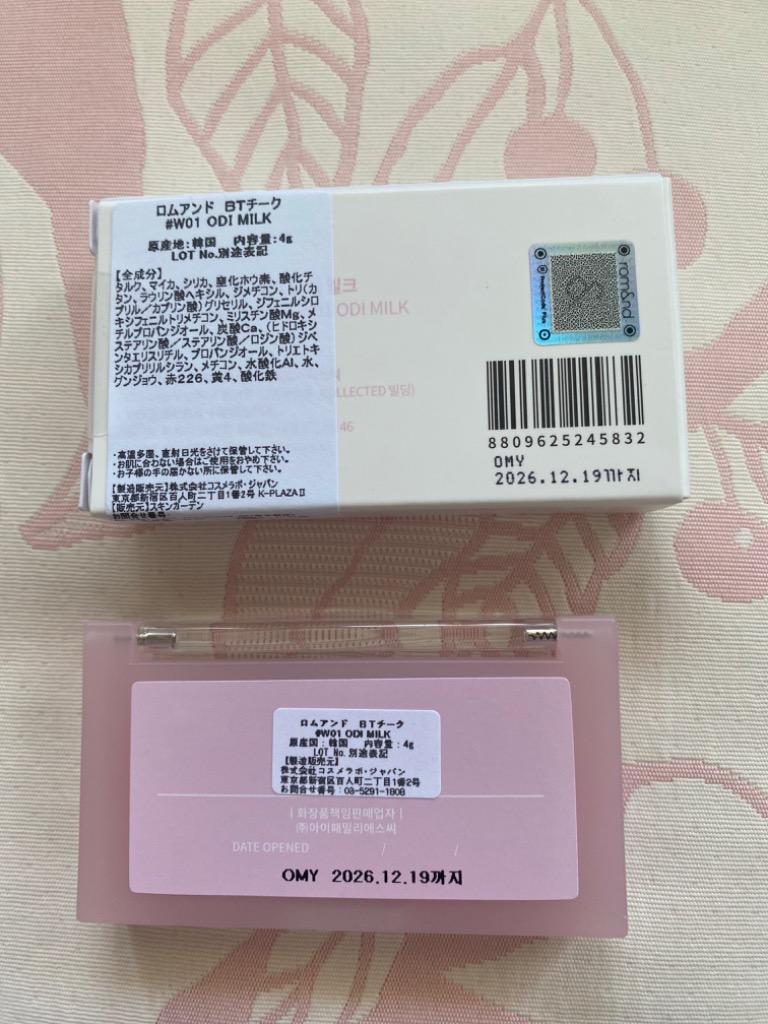 ロムアンド BTチーク
#W01 ODI MILK
原産地:韓国 内容量:4g
LOT No.別途表記
【全成分】
タルク、マイカ、シリカ、窒化ホウ素、酸化チ
タン、ラウリン酸ヘキシル、ジメチコン、トリ(カ
プリル/カプリン酸)グリセリル、ジフェニルシロ
キシフェニルトリメチコン、ミリスチン酸Mg、メ
チルプロパンジオール、炭酸Ca、(ヒドロキシ
ステアリン酸/ステアリン酸/ロジン酸)ジペ
ンタエリスリチル、プロパンジオール、トリエトキ
シカプリリルシラン、メチコン、水酸化Al、水、
グンジョウ、赤226、黄4、酸化鉄
・高温多湿、直射日光をさけて保管して下さい。
・お肌に合わない場合はご使用をおやめ下さい。
・お子様の手の届かない所に保管して下さい。
【製造販売元】株式会社コスメラボ・ジャパン
東京都新宿区百人町二丁目1番2号 K-PLAZAⅡ
【販売元】スキンガーデン
밀크
ODI MILK
COLLECTED 빌딩)
46
rom&nd
8809625245832
OMY
2026.12.19까지
ロムアンド BTチーク
#W01 ODI MILK
原産国:韓国 内容量:4g
LOT No.別途表記
【製造販売元】
株式会社コスメラボ・ジャパン
東京都新宿区百人町二丁目1番2号
お問合せ番号:03-5291-1808
| 화장품책임판매업자 |
㈜아이패밀리에스씨
DATE OPENED / /
OMY 2026.12.19까지